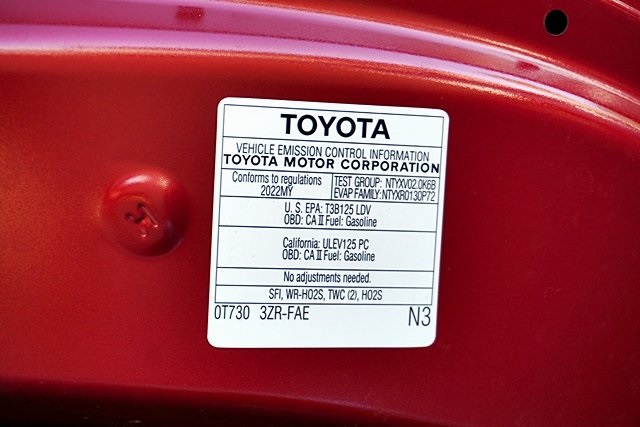 TOYOTA
VEHICLE EMISSION CONTROL INFORMATION
TOYOTA MOTOR CORPORATION
Conforms to regulations
2022MY
TEST GROUP: NTYXV02.0K6B
EVAP FAMILY: NTYXR0130P72
U. S. EPA: T3B125 LDV
OBD: CA II Fuel: Gasoline
California: ULEV125 PC
OBD: CA II Fuel: Gasoline
No adjustments needed.
SFI, WR-HO2S, TWC (2), HO2S
0T730 3ZR-FAE N3